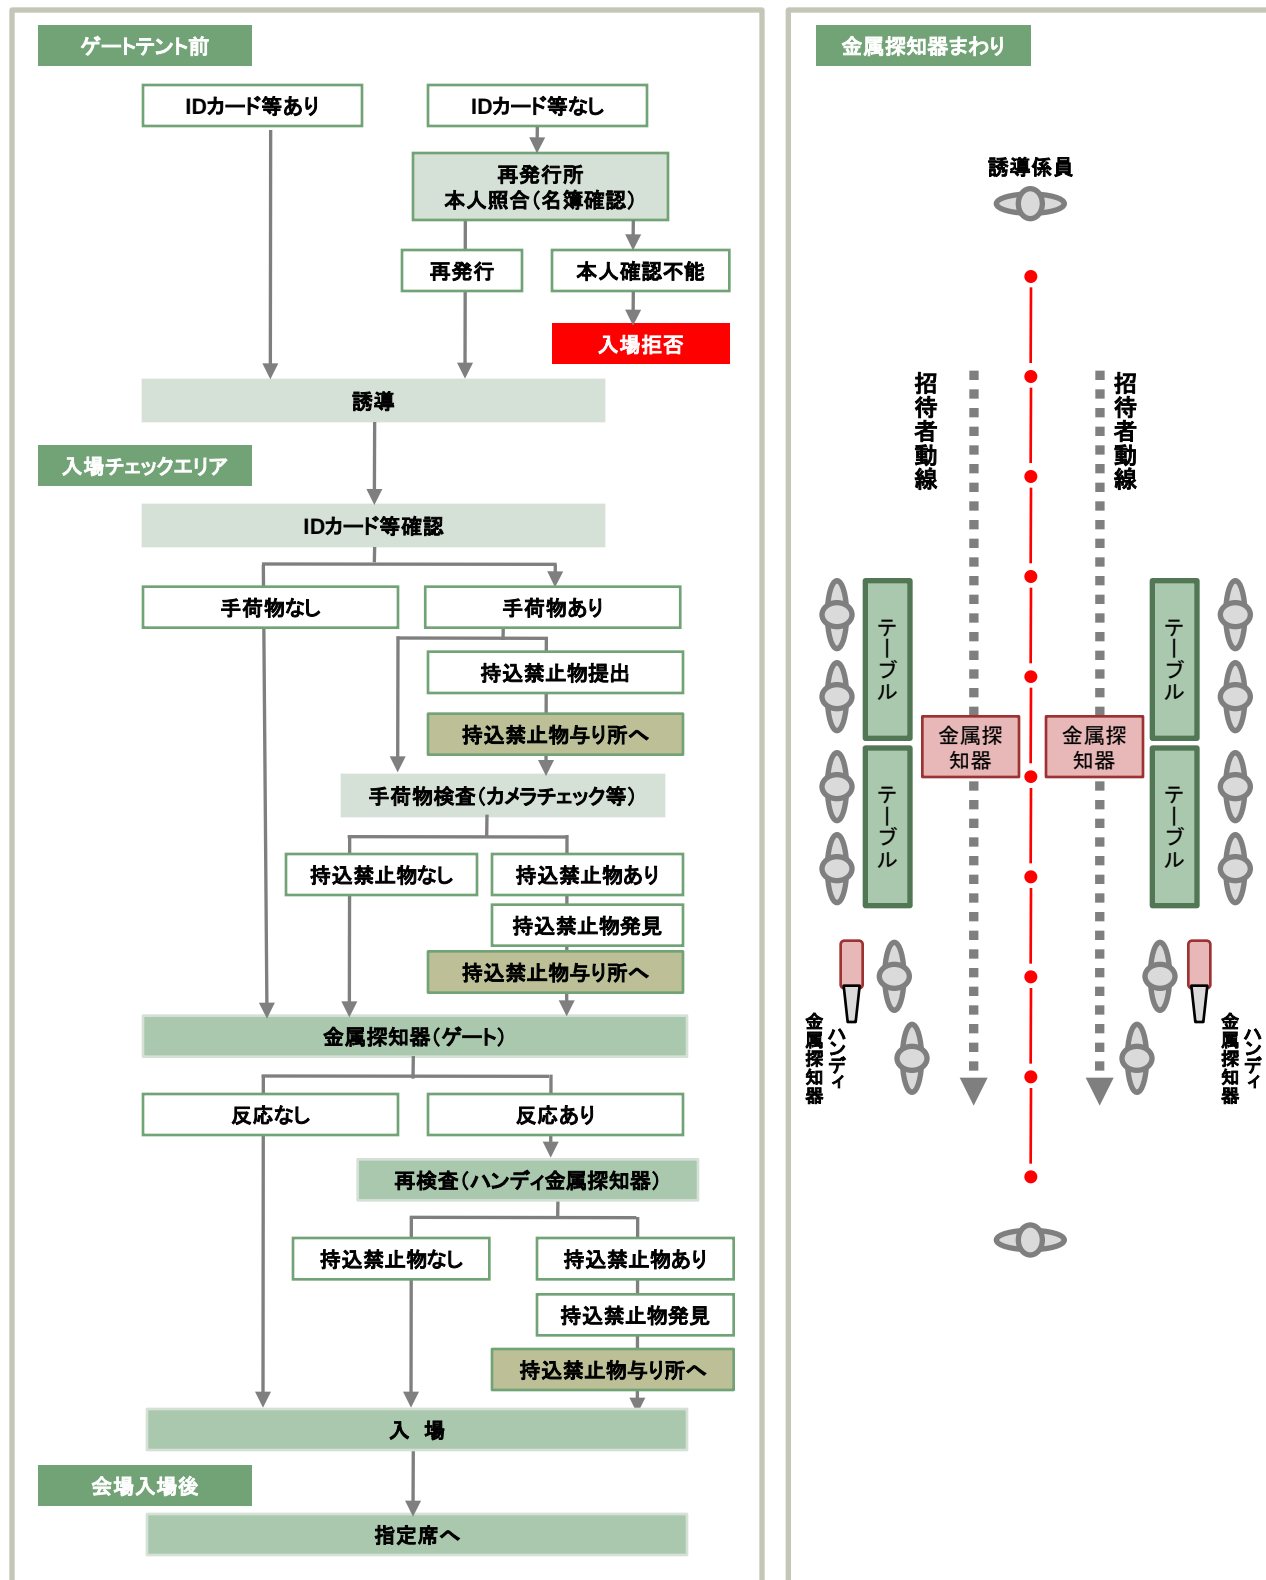 ゲートテント前
IDカード等あり
IDカード等なし
再発行所
本人照合（名簿確認）
再発行
本人確認不能
入場拒否
誘導
入場チェックエリア
IDカード等確認
手荷物なし
手荷物あり
持込禁止物提出
持込禁止物与り所へ
手荷物検査（カメラチェック等）
持込禁止物なし
持込禁止物あり
持込禁止物発見
持込禁止物与り所へ
金属探知器（ゲート）
反応なし
反応あり
再検査（ハンディ金属探知器）
持込禁止物なし
持込禁止物あり
持込禁止物発見
持込禁止物与り所へ
入　場
会場入場後
指定席へ
金属探知器まわり
誘導係員
招待者動線
招待者動線
テーブル
テーブル
金属探
知器
金属探
知器
テーブル
テーブル
ハンディ
金属探知器
ハンディ
金属探知器